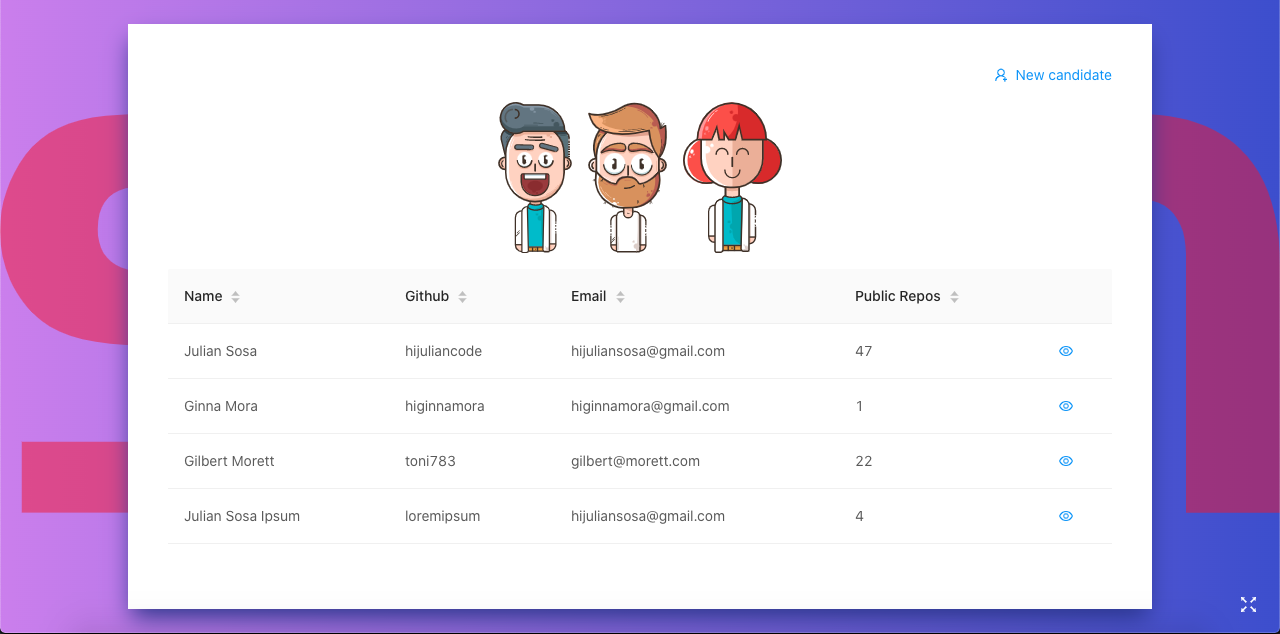 New candidate
Name Github Email Public Repos
Julian Sosa hijuliancode hijuliansosa@gmail.com 47
Ginna Mora higinnamora higinnamora@gmail.com 1
Gilbert Morett toni783 gilbert@morett.com 22
Julian Sosa Ipsum loremipsum hijuliansosa@gmail.com 4